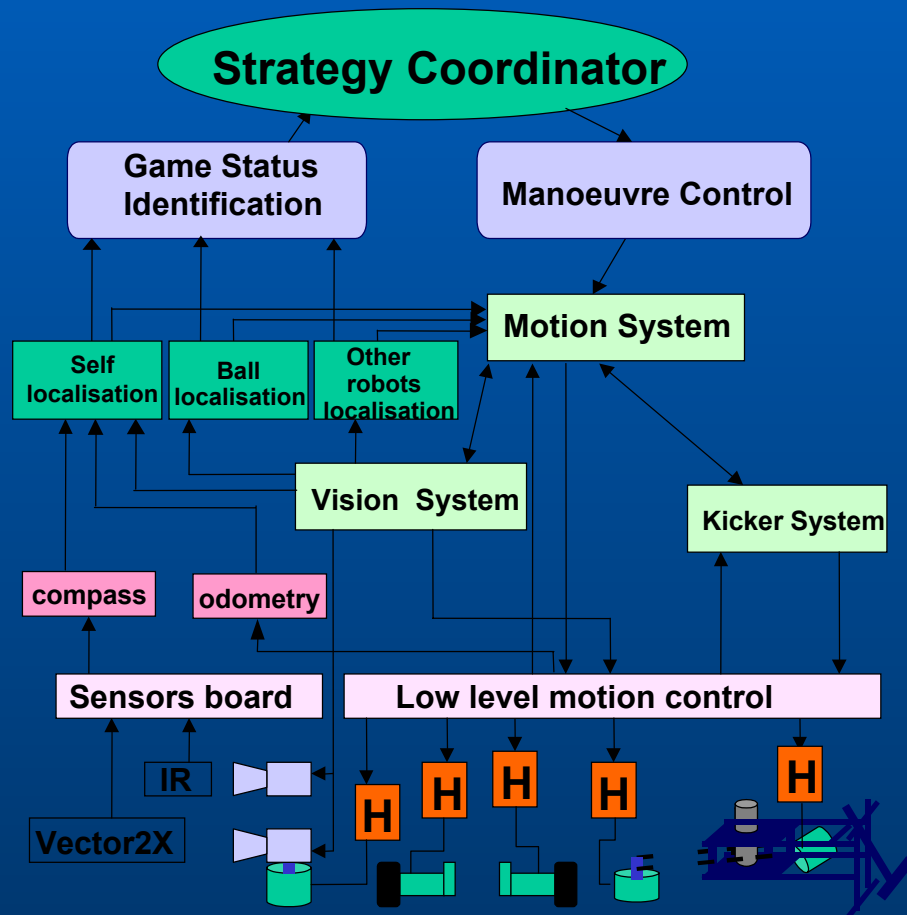 Strategy Coordinator
Game Status
Identification
Manoeuvre Control
Motion System
Self
localisation
Ball
localisation
Other
robots
localisation
Vision System
Kicker System
compass
odometry
Sensors board
Low level motion control
IR
Vector2X
H
H
H
H
H